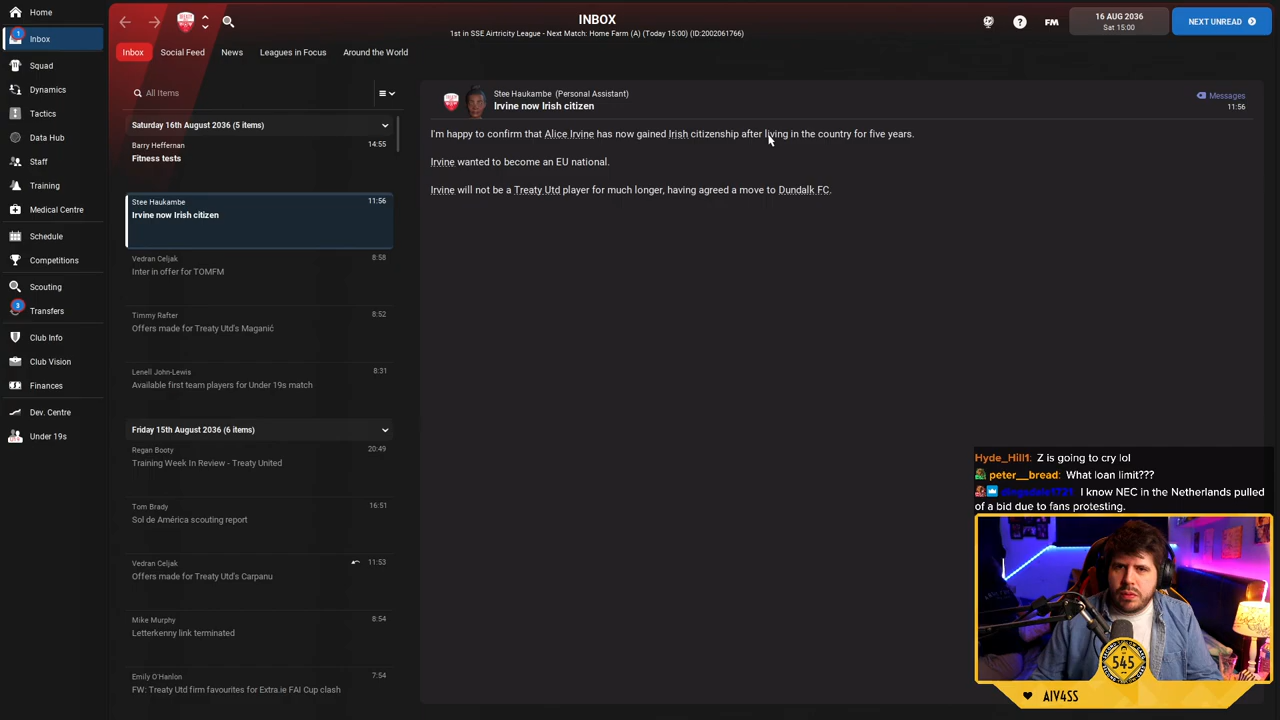 Home
INBOX
1st in SSE Airtricity League - Next Match: Home Farm (A) (Today 15:00) (ID:2002061766)
FM
16 AUG 2036
Sat 15:00
NEXT UNREAD
1
Inbox
Squad
Dynamics
Tactics
Data Hub
Staff
Training
Medical Centre
Schedule
Competitions
Scouting
3
Transfers
Club Info
Club Vision
Finances
Dev. Centre
Under 19s
Inbox
Social Feed
News
Leagues in Focus
Around the World
All Items
Saturday 16th August 2036 (5 items)
Barry Heffernan
14:55
Fitness tests
Stee Haukambe
11:56
Irvine now Irish citizen
Vedran Celjak
8:58
Inter in offer for TOMFM
Timmy Rafter
8:52
Offers made for Treaty Utd's Maganić
Lenell John-Lewis
8:31
Available first team players for Under 19s match
Friday 15th August 2036 (6 items)
Regan Booty
20:49
Training Week In Review - Treaty United
Tom Brady
16:51
Sol de América scouting report
Vedran Celjak
11:53
Offers made for Treaty Utd's Carpanu
Mike Murphy
8:54
Letterkenny link terminated
Emily O'Hanlon
7:54
FW: Treaty Utd firm favourites for Extra.ie FAI Cup clash
Stee Haukambe (Personal Assistant)
Irvine now Irish citizen
Messages
11:56
I'm happy to confirm that Alice Irvine has now gained Irish citizenship after living in the country for five years.
Irvine wanted to become an EU national.
Irvine will not be a Treaty Utd player for much longer, having agreed a move to Dundalk FC.
Hyde_Hill1: Z is going to cry lol
peter__bread: What loan limit???
I know NEC in the Netherlands pulled
of a bid due to fans protesting.
545
AIV4SS